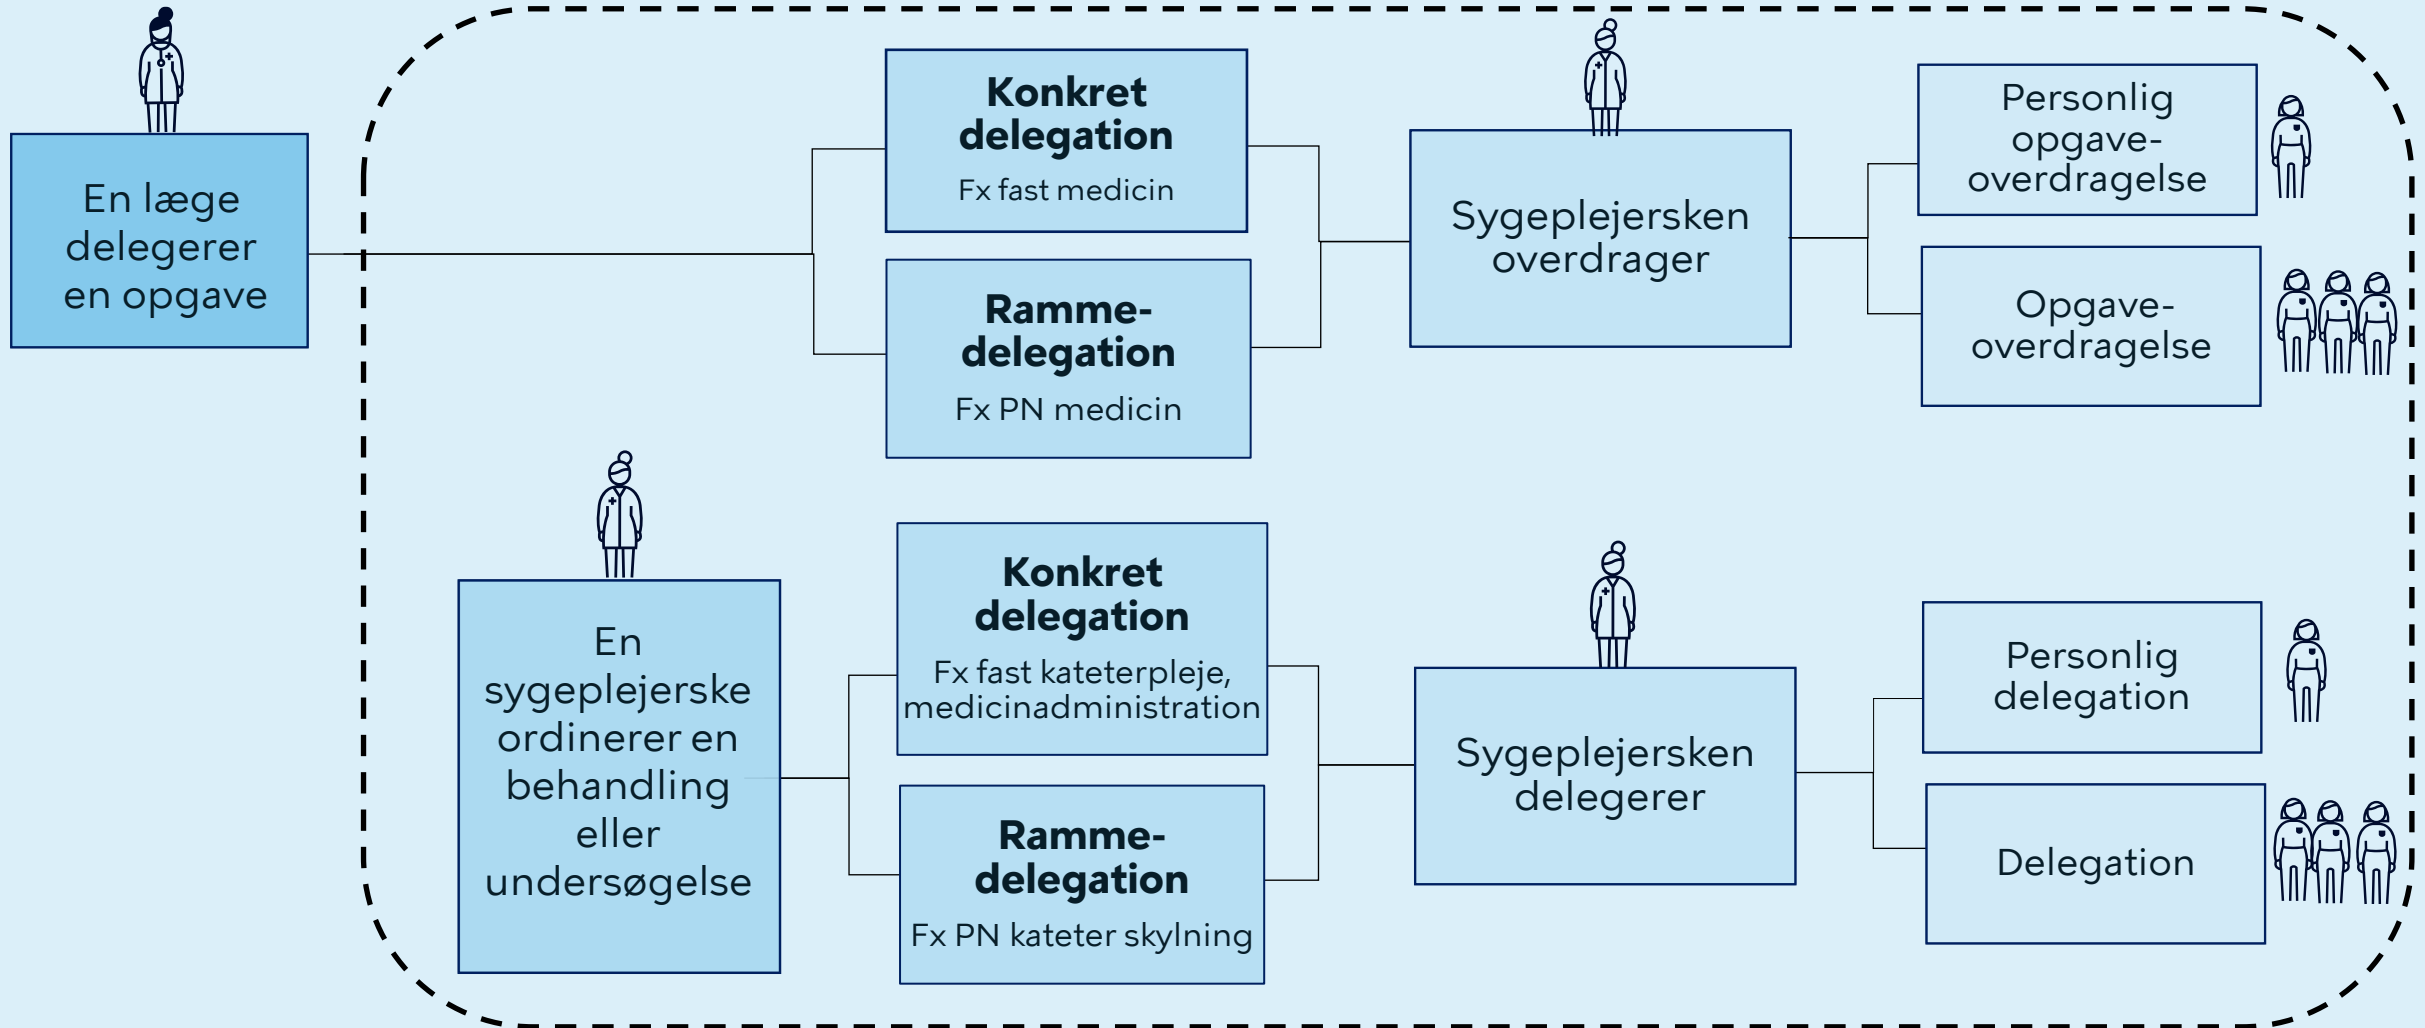 En læge
delegerer
en opgave
Konkret
delegation
Fx fast medicin
Ramme-
delegation
Fx PN medicin
Sygeplejersken
overdrager
Personlig
opgave-
overdragelse
Opgave-
overdragelse
En
sygeplejerske
ordinerer en
behandling
eller
undersøgelse
Konkret
delegation
Fx fast kateterpleje,
medicinadministration
Ramme-
delegation
Fx PN kateter skylning
Sygeplejersken
delegerer
Personlig
delegation
Delegation